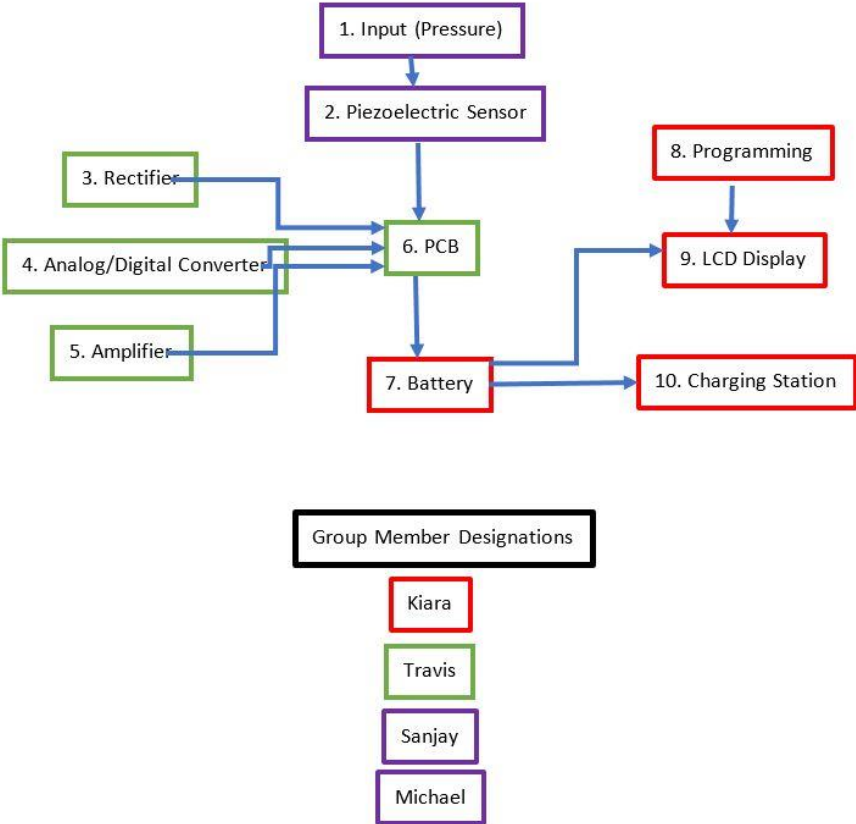 1. Input (Pressure)
2. Piezoelectric Sensor
3. Rectifier
4. Analog/Digital Converter
5. Amplifier
6. PCB
7. Battery
8. Programming
9. LCD Display
10. Charging Station
Group Member Designations
Kiara
Travis
Sanjay
Michael